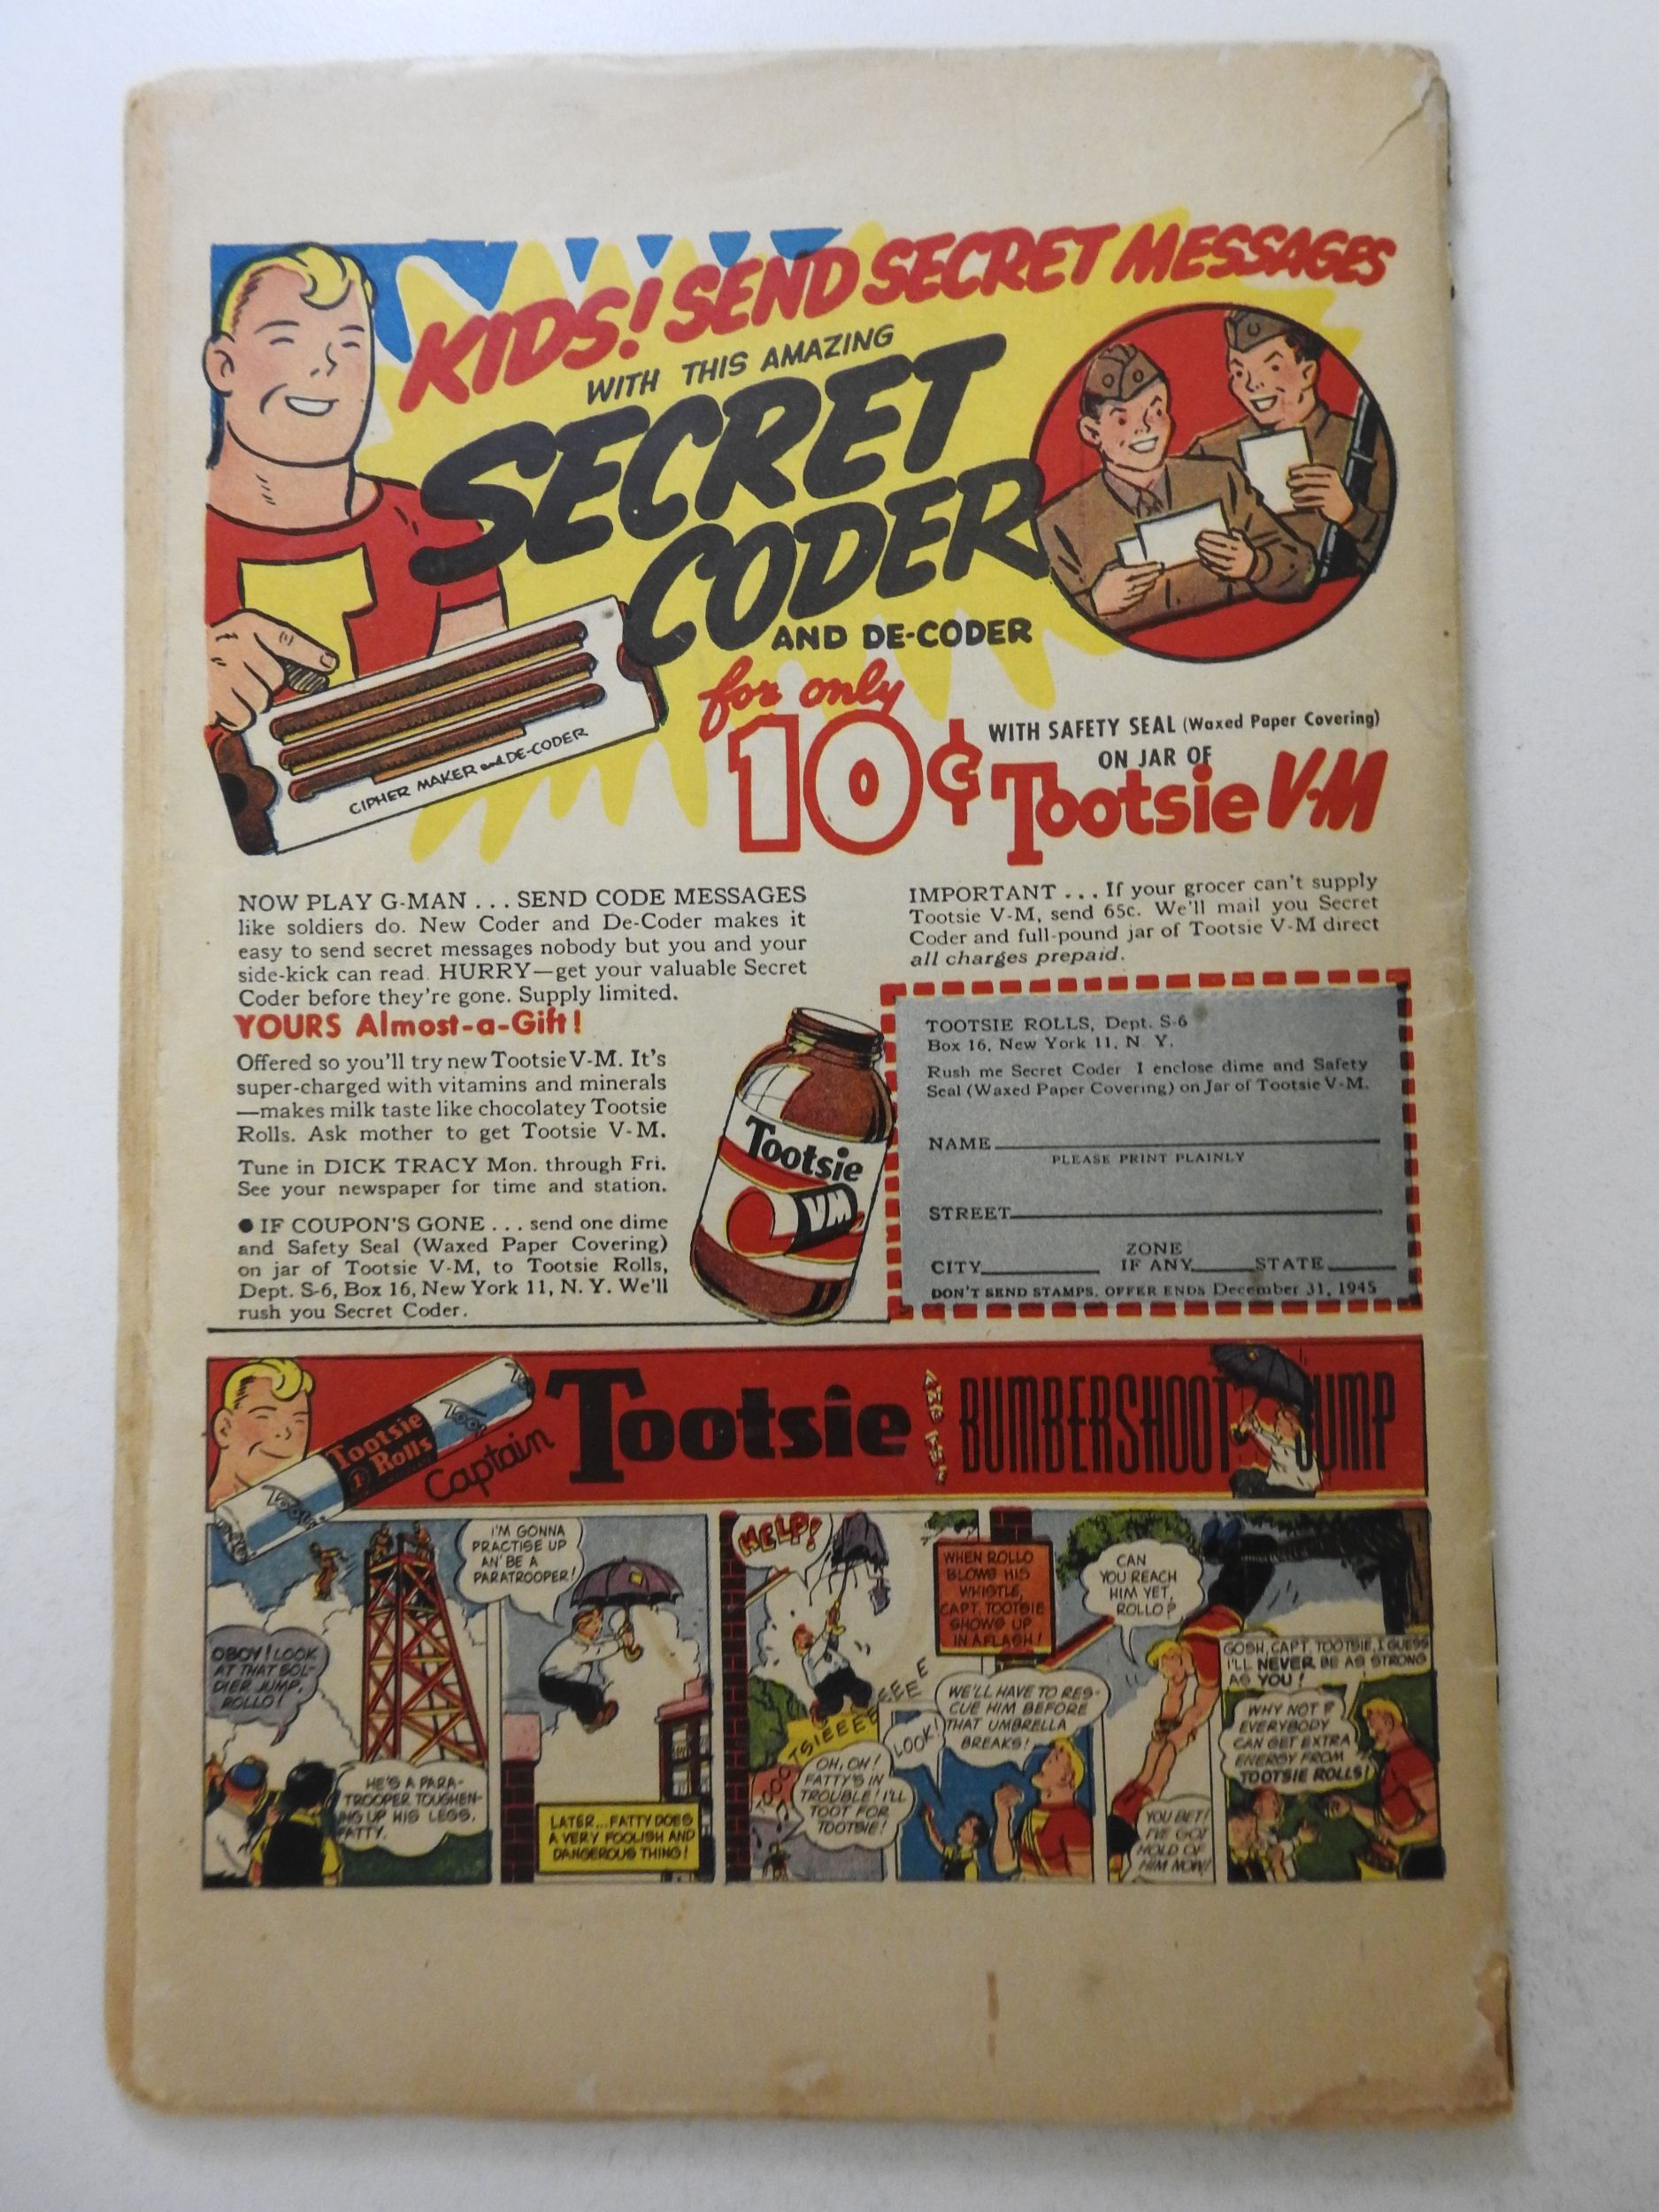 KIDS! SEND SECRET MESSAGES
WITH THIS AMAZING
SECRET
CODER
AND DE-CODER
for only
10¢
WITH SAFETY SEAL (Waxed Paper Covering)
ON JAR OF
Tootsie V-M
CIPHER MAKER and DE-CODER
NOW PLAY G-MAN ... SEND CODE MESSAGES
like soldiers do. New Coder and De-Coder makes it
easy to send secret messages nobody but you and your
side-kick can read. HURRY—get your valuable Secret
Coder before they're gone. Supply limited.
YOURS Almost-a-Gift!
Offered so you'll try new Tootsie V-M. It's
super-charged with vitamins and minerals
—makes milk taste like chocolatey Tootsie
Rolls. Ask mother to get Tootsie V-M.
Tune in DICK TRACY Mon. through Fri.
See your newspaper for time and station.
● IF COUPON'S GONE ... send one dime
and Safety Seal (Waxed Paper Covering)
on jar of Tootsie V-M, to Tootsie Rolls,
Dept. S-6, Box 16, New York 11, N. Y. We'll
rush you Secret Coder.
Tootsie
VM
IMPORTANT ... If your grocer can't supply
Tootsie V-M, send 65c. We'll mail you Secret
Coder and full-pound jar of Tootsie V-M direct
all charges prepaid.
TOOTSIE ROLLS, Dept. S-6
Box 16, New York 11, N. Y.
Rush me Secret Coder I enclose dime and Safety
Seal (Waxed Paper Covering) on Jar of Tootsie V-M.
NAME
PLEASE PRINT PLAINLY
STREET
ZONE
CITY IF ANY STATE
DON'T SEND STAMPS. OFFER ENDS December 31, 1945
Tootsie
Rolls
1¢
Captain Tootsie AND THE BUMBERSHOOT JUMP
OBOY! LOOK
AT THAT SOL-
DIER JUMP,
ROLLO!
HE'S A PARA-
TROOPER TOUGHEN-
ING UP HIS LEGS,
FATTY.
I'M GONNA
PRACTISE UP
AN' BE A
PARATROOPER!
LATER...FATTY DOES
A VERY FOOLISH AND
DANGEROUS THING!
HELP!
TOOOTSIEEEEEEEE
OH, OH!
FATTY'S IN
TROUBLE! I'LL
TOOT FOR
TOOTSIE!
WHEN ROLLO
BLOWS HIS
WHISTLE,
CAPT. TOOTSIE
SHOWS UP
IN A FLASH!
LOOK!
WE'LL HAVE TO RES-
CUE HIM BEFORE
THAT UMBRELLA
BREAKS!
CAN
YOU REACH
HIM YET,
ROLLO?
YOU BET!
I'VE GOT
HOLD OF
HIM NOW!
GOSH, CAPT. TOOTSIE, I GUESS
I'LL NEVER BE AS STRONG
AS YOU!
WHY NOT?
EVERYBODY
CAN GET EXTRA
ENERGY FROM
TOOTSIE ROLLS!